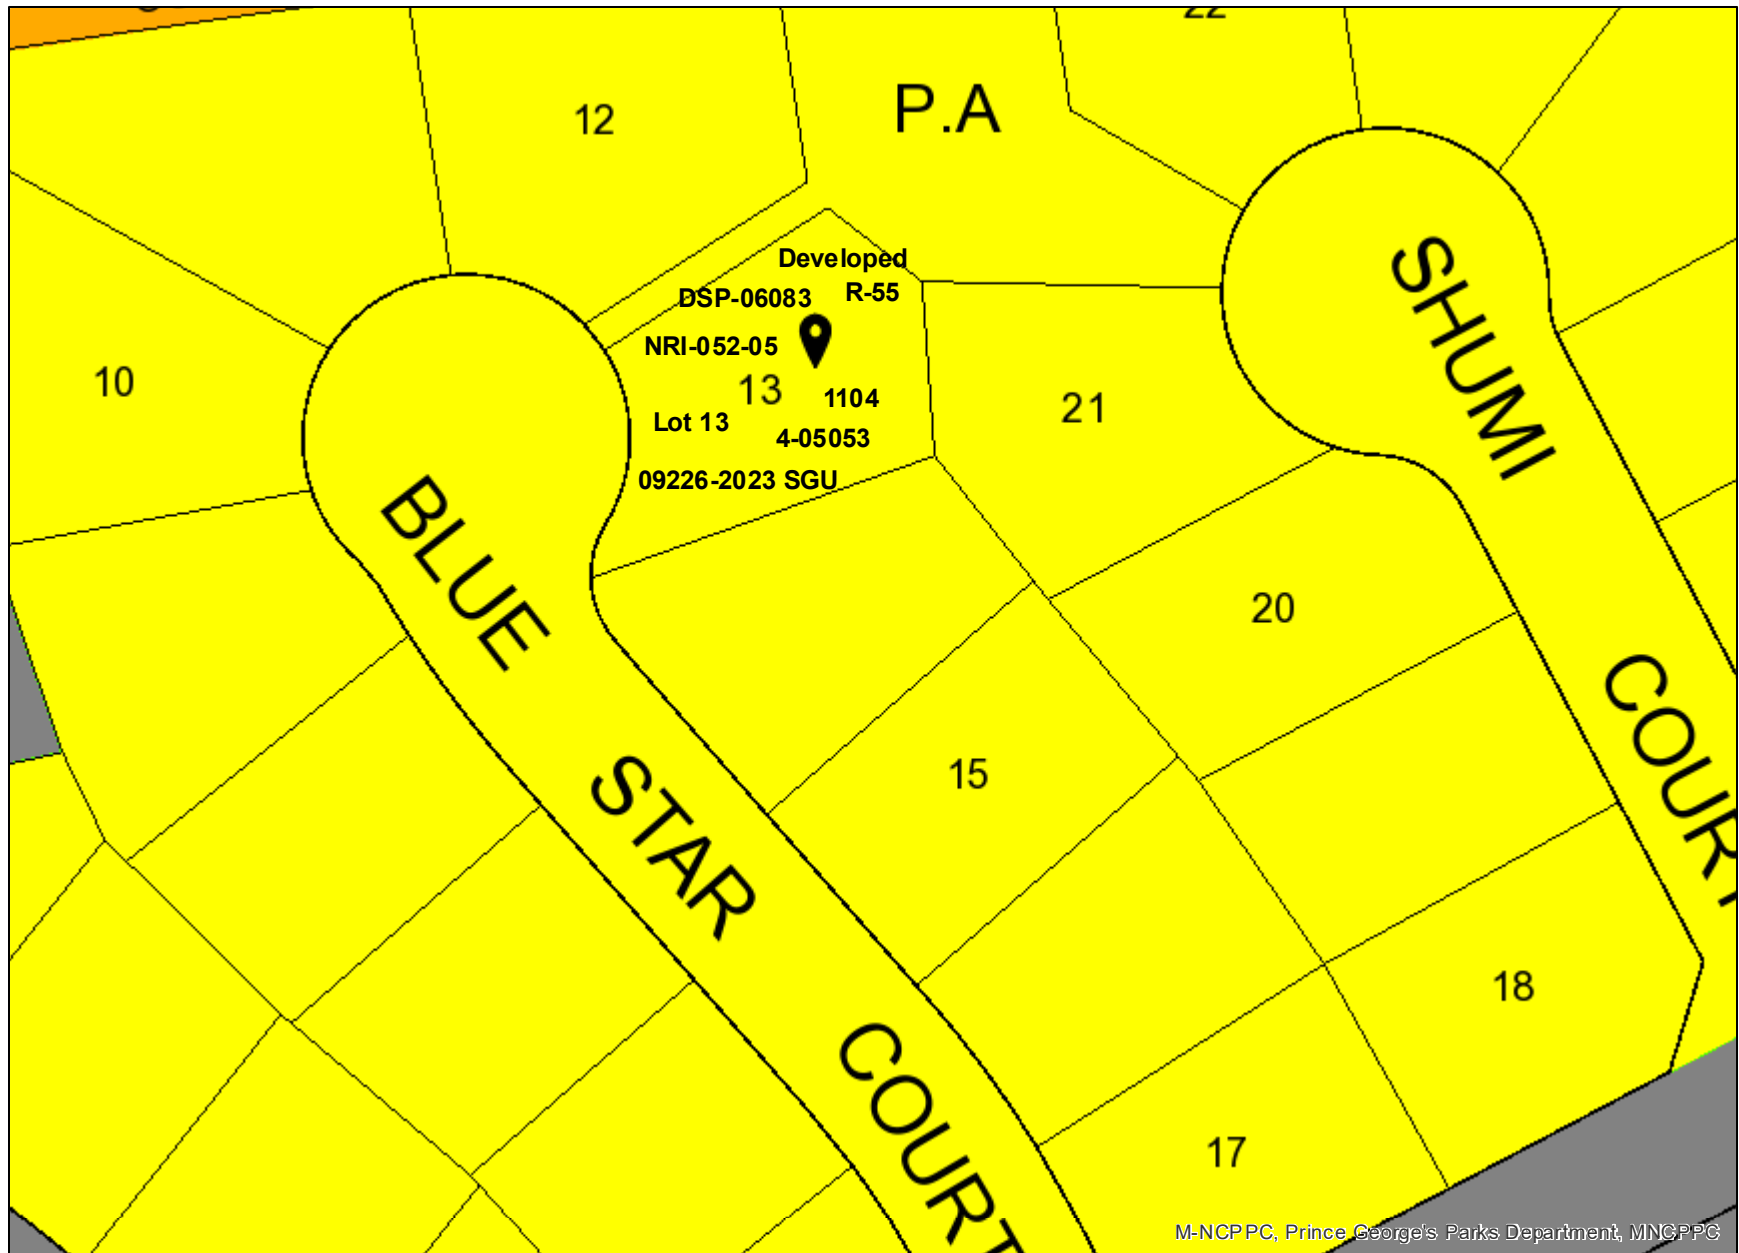 22
12
P.A
Developed
DSP-06083
R-55
NRI-052-05
13
1104
Lot 13
4-05053
09226-2023 SGU
10
21
20
15
18
17
BLUE
STAR
COURT
SHUMI
COURT
M-NCPPC, Prince George's Parks Department, MNCPPC